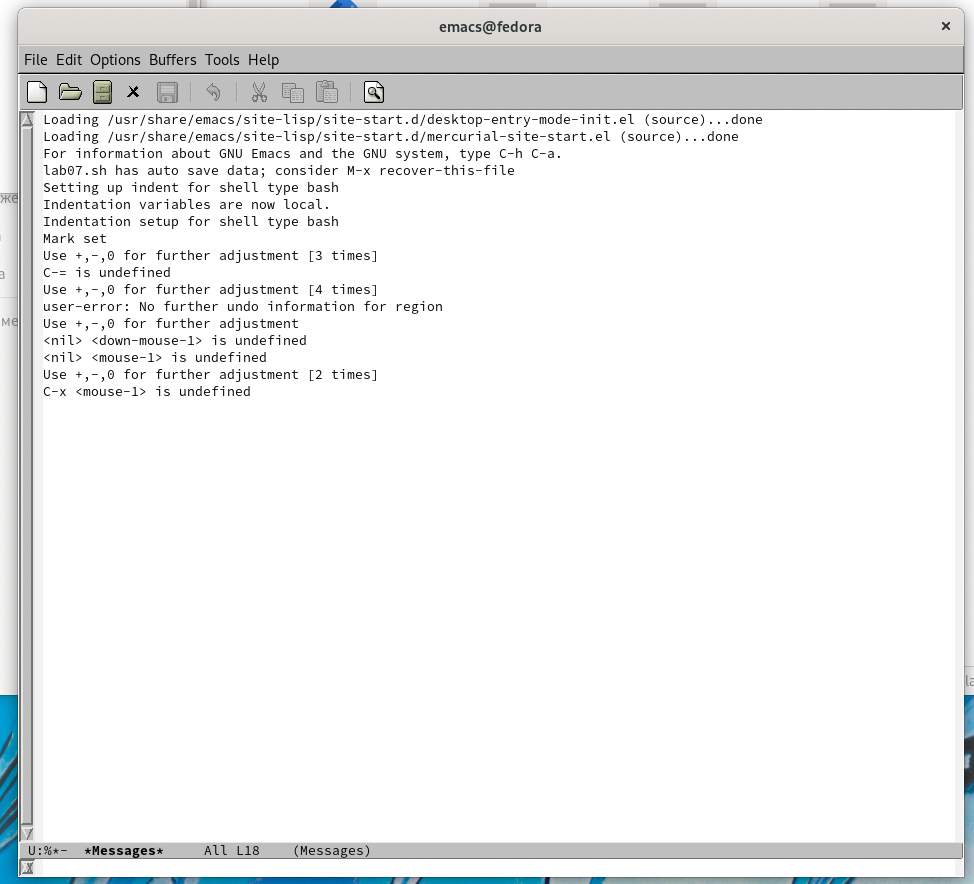 emacs@fedora
File Edit Options Buffers Tools Help
Loading /usr/share/emacs/site-lisp/site-start.d/desktop-entry-mode-init.el (source)...done
Loading /usr/share/emacs/site-lisp/site-start.d/mercurial-site-start.el (source)...done
For information about GNU Emacs and the GNU system, type C-h C-a.
lab07.sh has auto save data; consider M-x recover-this-file
Setting up indent for shell type bash
Indentation variables are now local.
Indentation setup for shell type bash
Mark set
Use +,-,0 for further adjustment [3 times]
C-= is undefined
Use +,-,0 for further adjustment [4 times]
user-error: No further undo information for region
Use +,-,0 for further adjustment
<nil> <down-mouse-1> is undefined
<nil> <mouse-1> is undefined
Use +,-,0 for further adjustment [2 times]
C-x <mouse-1> is undefined
U:%*-  *Messages*     All L18    (Messages)